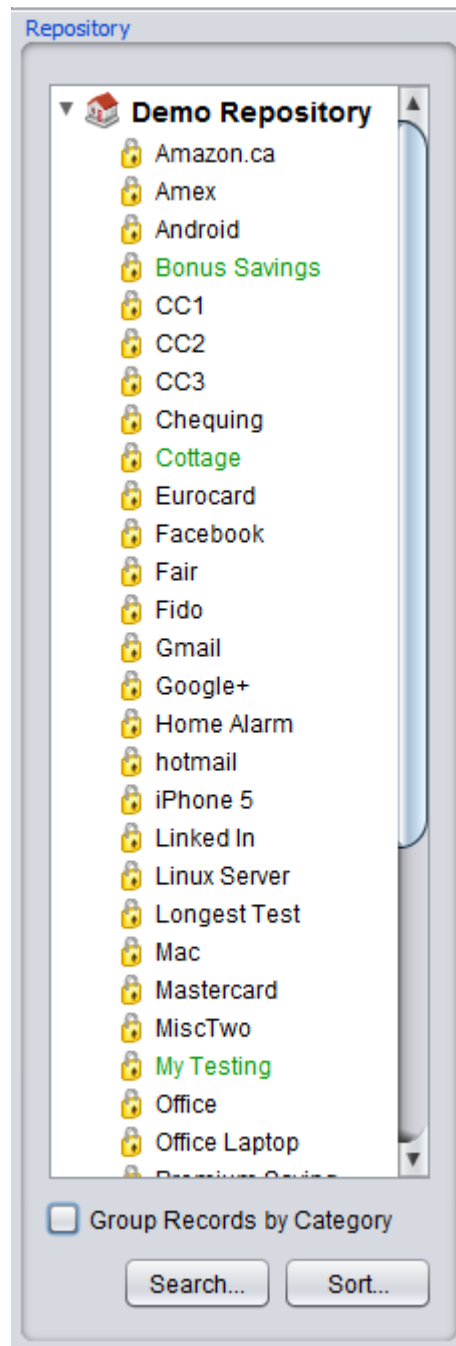 Repository
Demo Repository
Amazon.ca
Amex
Android
Bonus Savings
CC1
CC2
CC3
Chequing
Cottage
Eurocard
Facebook
Fair
Fido
Gmail
Google+
Home Alarm
hotmail
iPhone 5
Linked In
Linux Server
Longest Test
Mac
Mastercard
MiscTwo
My Testing
Office
Office Laptop
Group Records by Category
Search... Sort...